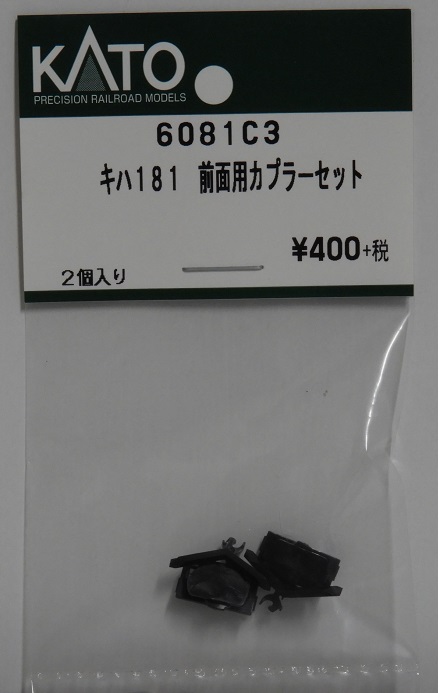 KATO
PRECISION RAILROAD MODELS
6081C3
キハ181 前面用カプラーセット
¥400+税
2個入り